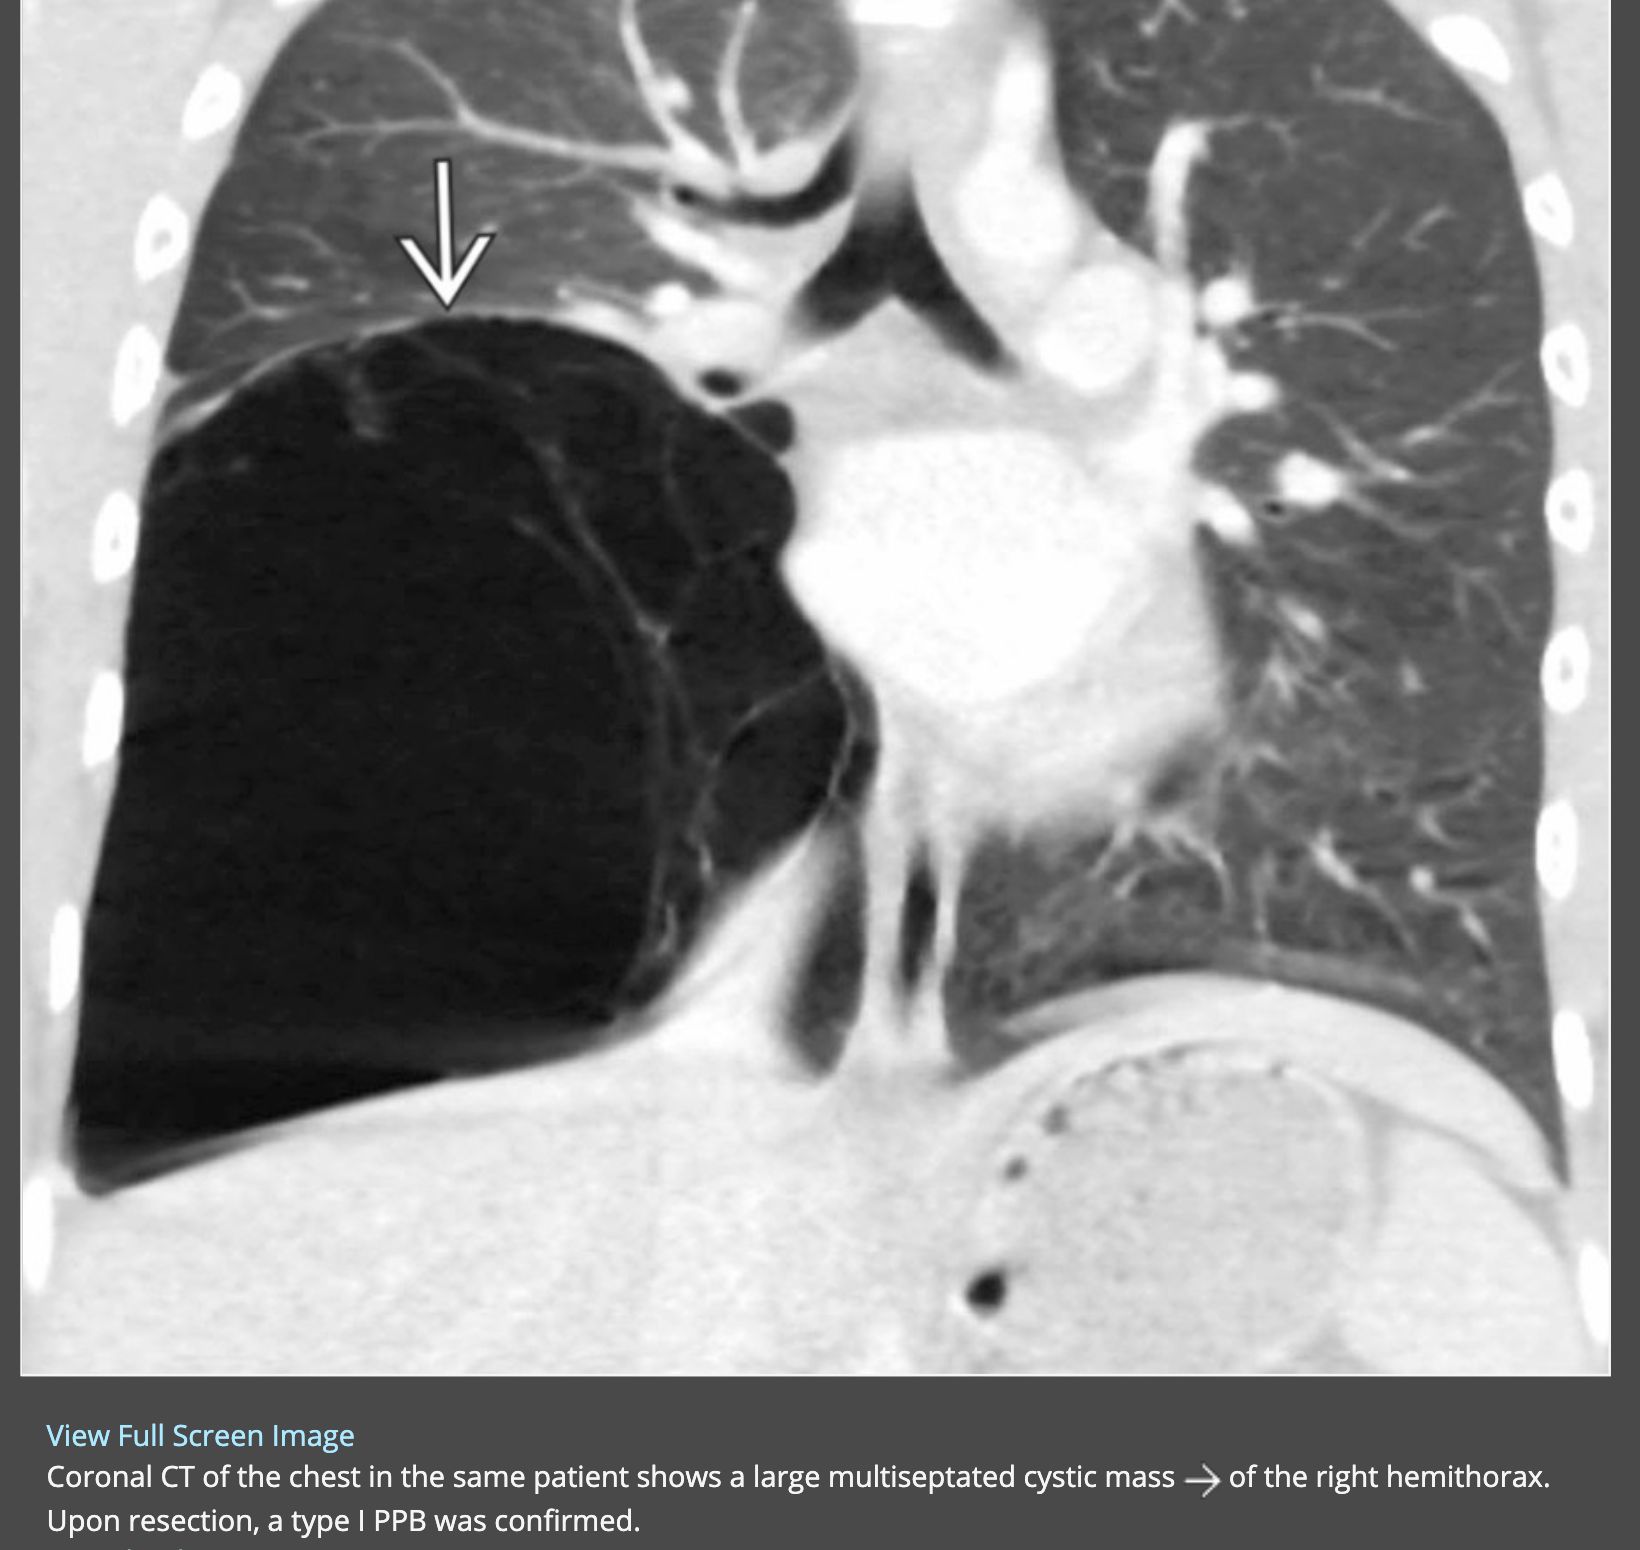 View Full Screen Image
Coronal CT of the chest in the same patient shows a large multiseptated cystic mass → of the right hemithorax.
Upon resection, a type I PPB was confirmed.